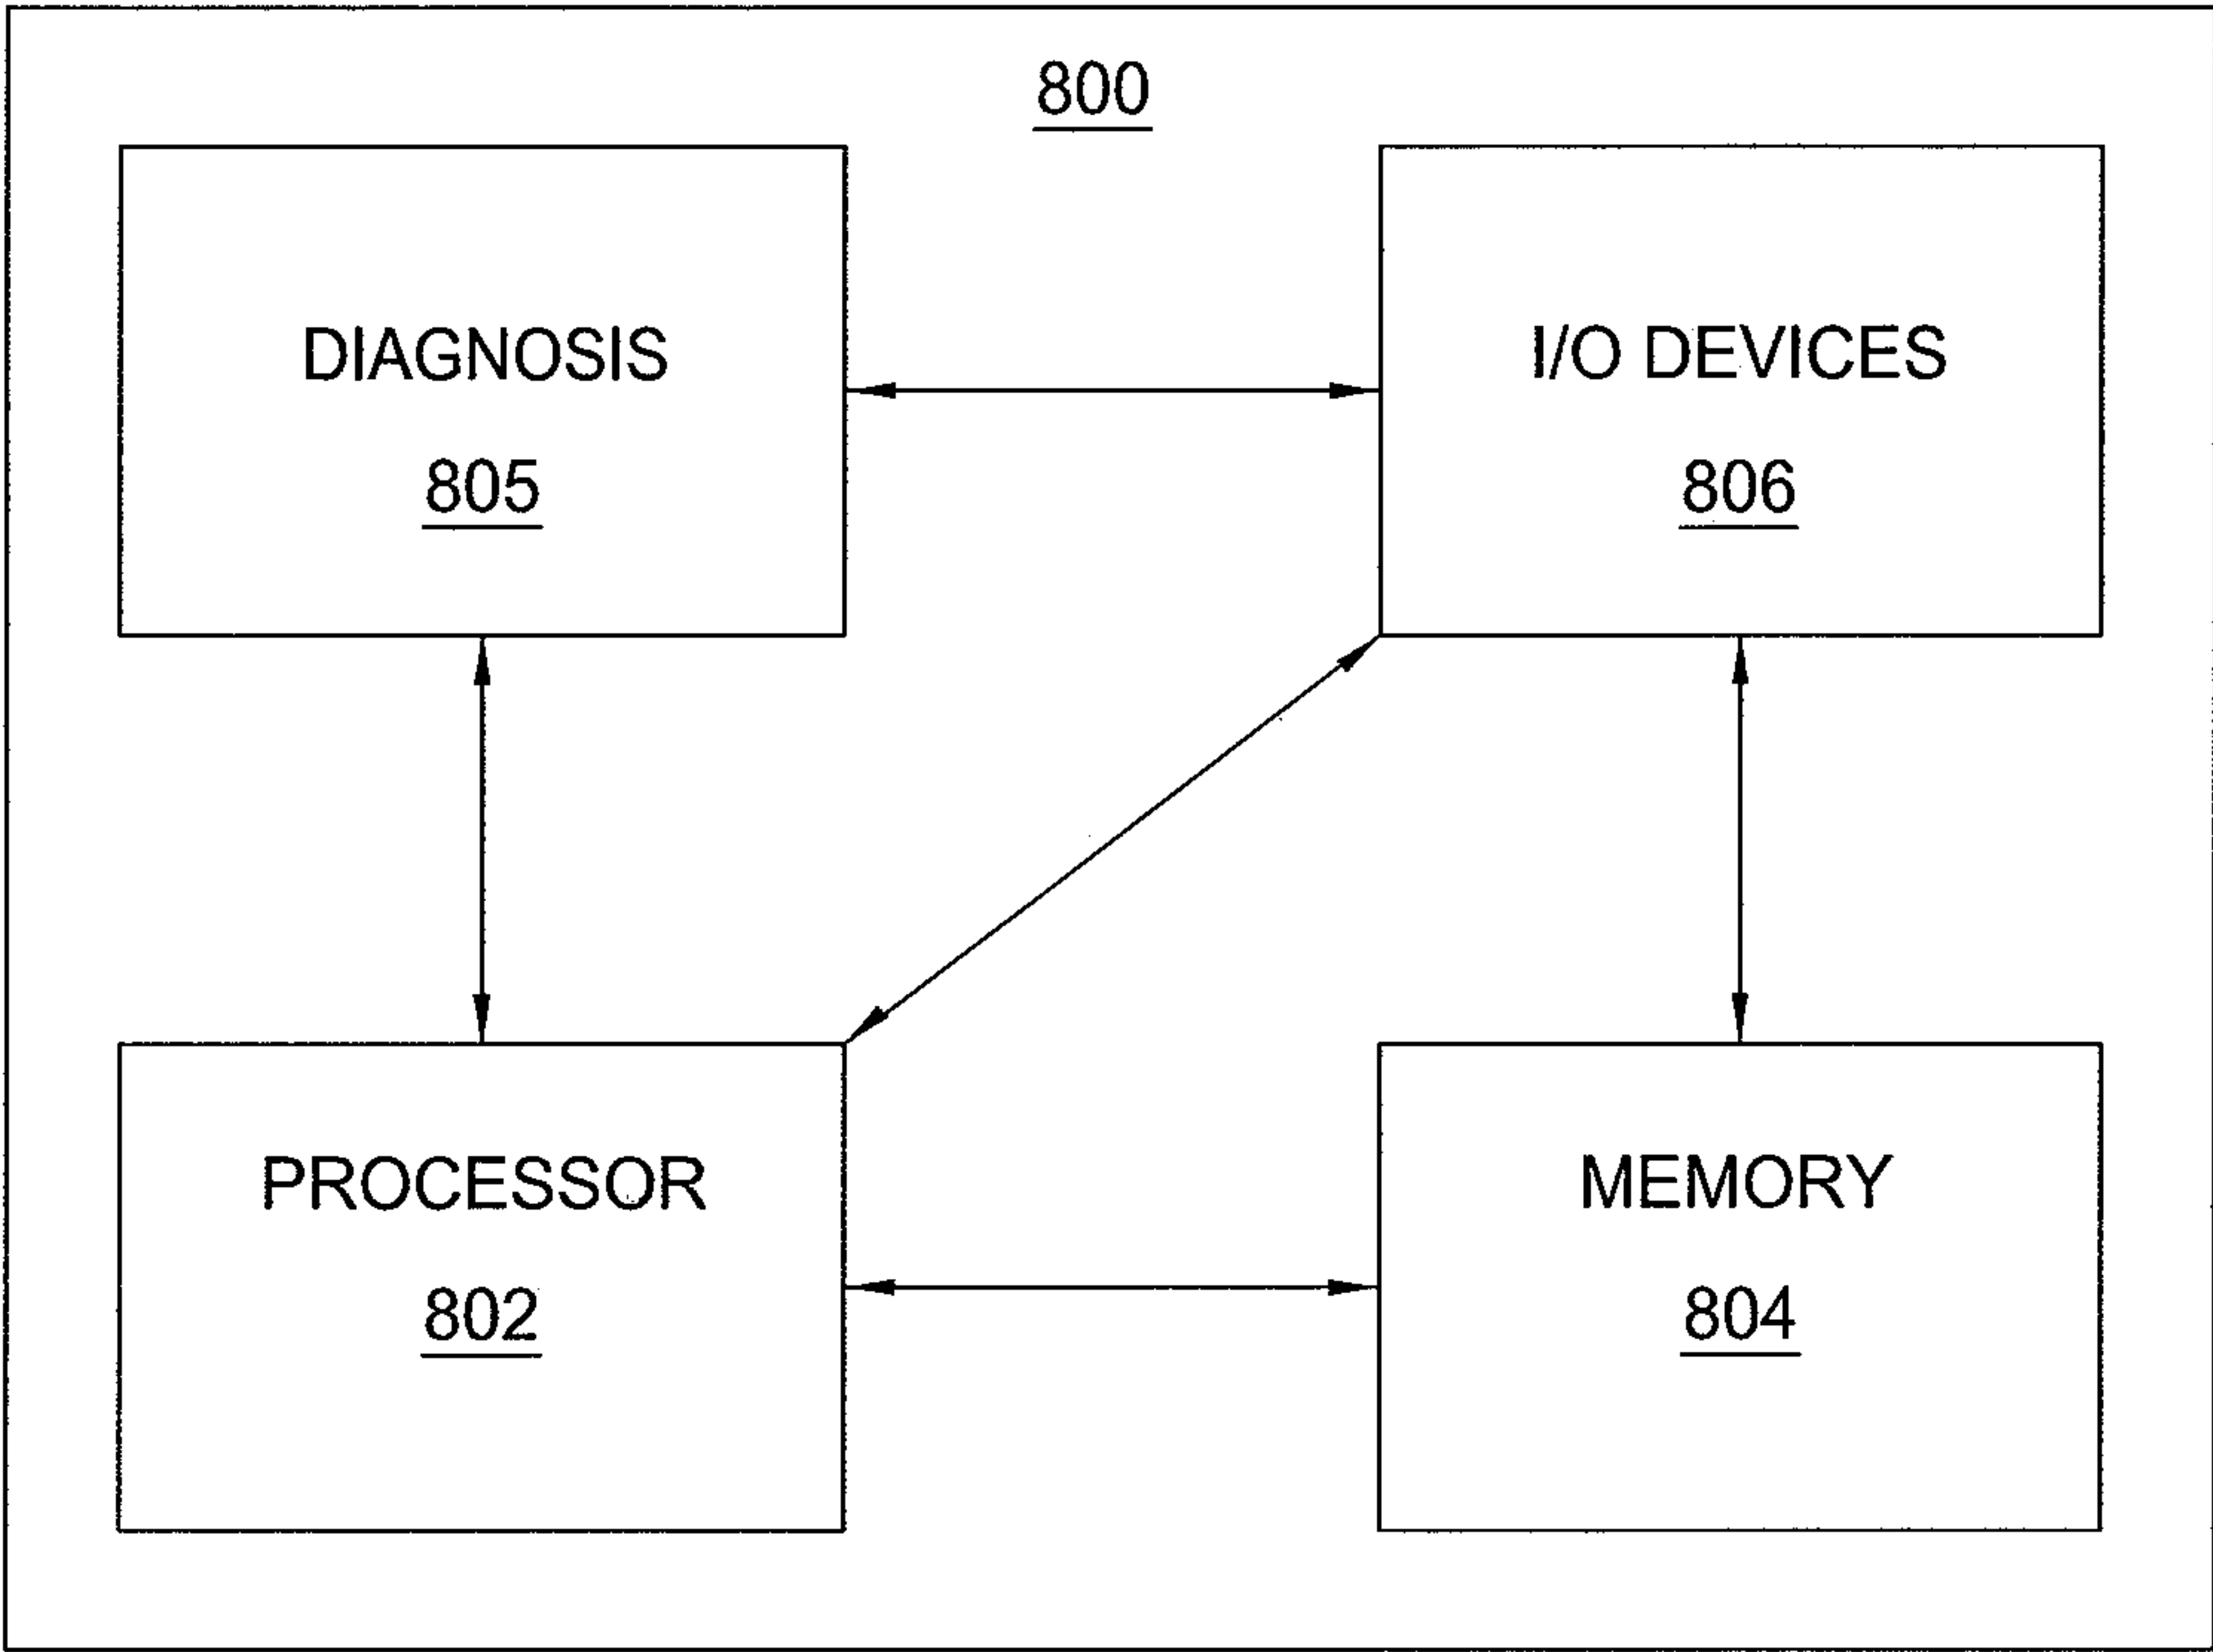 800
DIAGNOSIS
805
I/O DEVICES
806
PROCESSOR
802
MEMORY
804